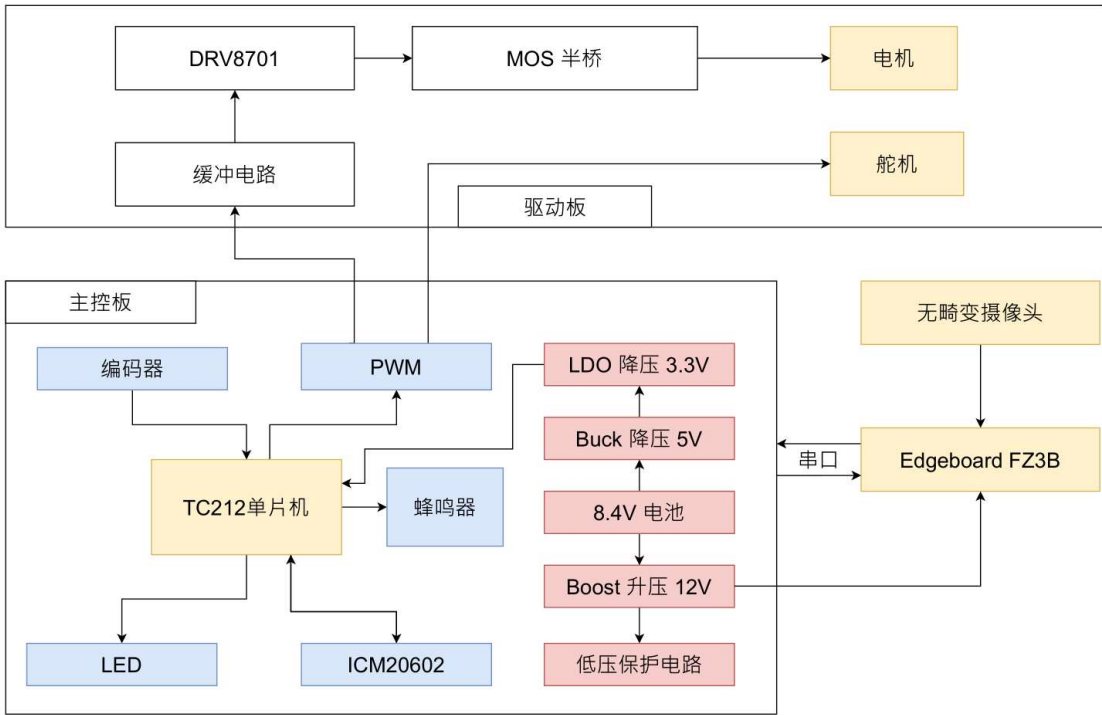 DRV8701
MOS 半桥
电机
缓冲电路
舵机
驱动板
主控板
无畸变摄像头
编码器
PWM
LDO 降压 3.3V
Buck 降压 5V
串口
Edgeboard FZ3B
TC212单片机
蜂鸣器
8.4V 电池
Boost 升压 12V
LED
ICM20602
低压保护电路